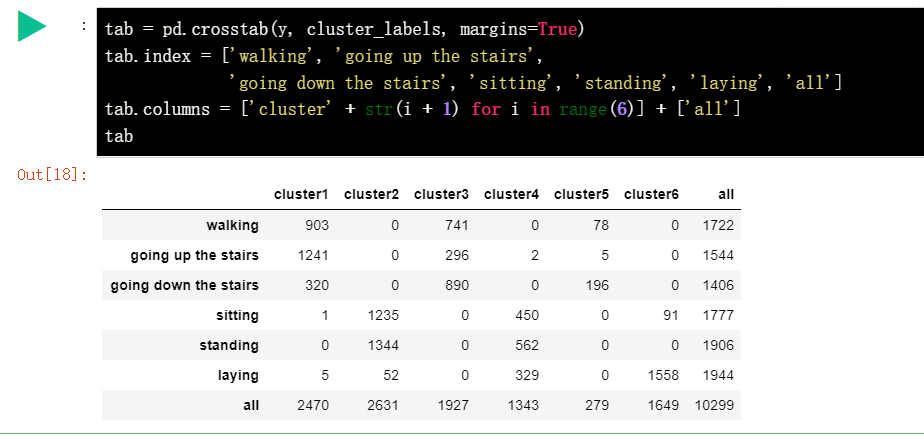 : tab = pd.crosstab(y, cluster_labels, margins=True)
tab.index = ['walking', 'going up the stairs',
'going down the stairs', 'sitting', 'standing', 'laying', 'all']
tab.columns = ['cluster' + str(i + 1) for i in range(6)] + ['all']
tab
Out[18]:
cluster1 cluster2 cluster3 cluster4 cluster5 cluster6 all
walking 903 0 741 0 78 0 1722
going up the stairs 1241 0 296 2 5 0 1544
going down the stairs 320 0 890 0 196 0 1406
sitting 1 1235 0 450 0 91 1777
standing 0 1344 0 562 0 0 1906
laying 5 52 0 329 0 1558 1944
all 2470 2631 1927 1343 279 1649 10299